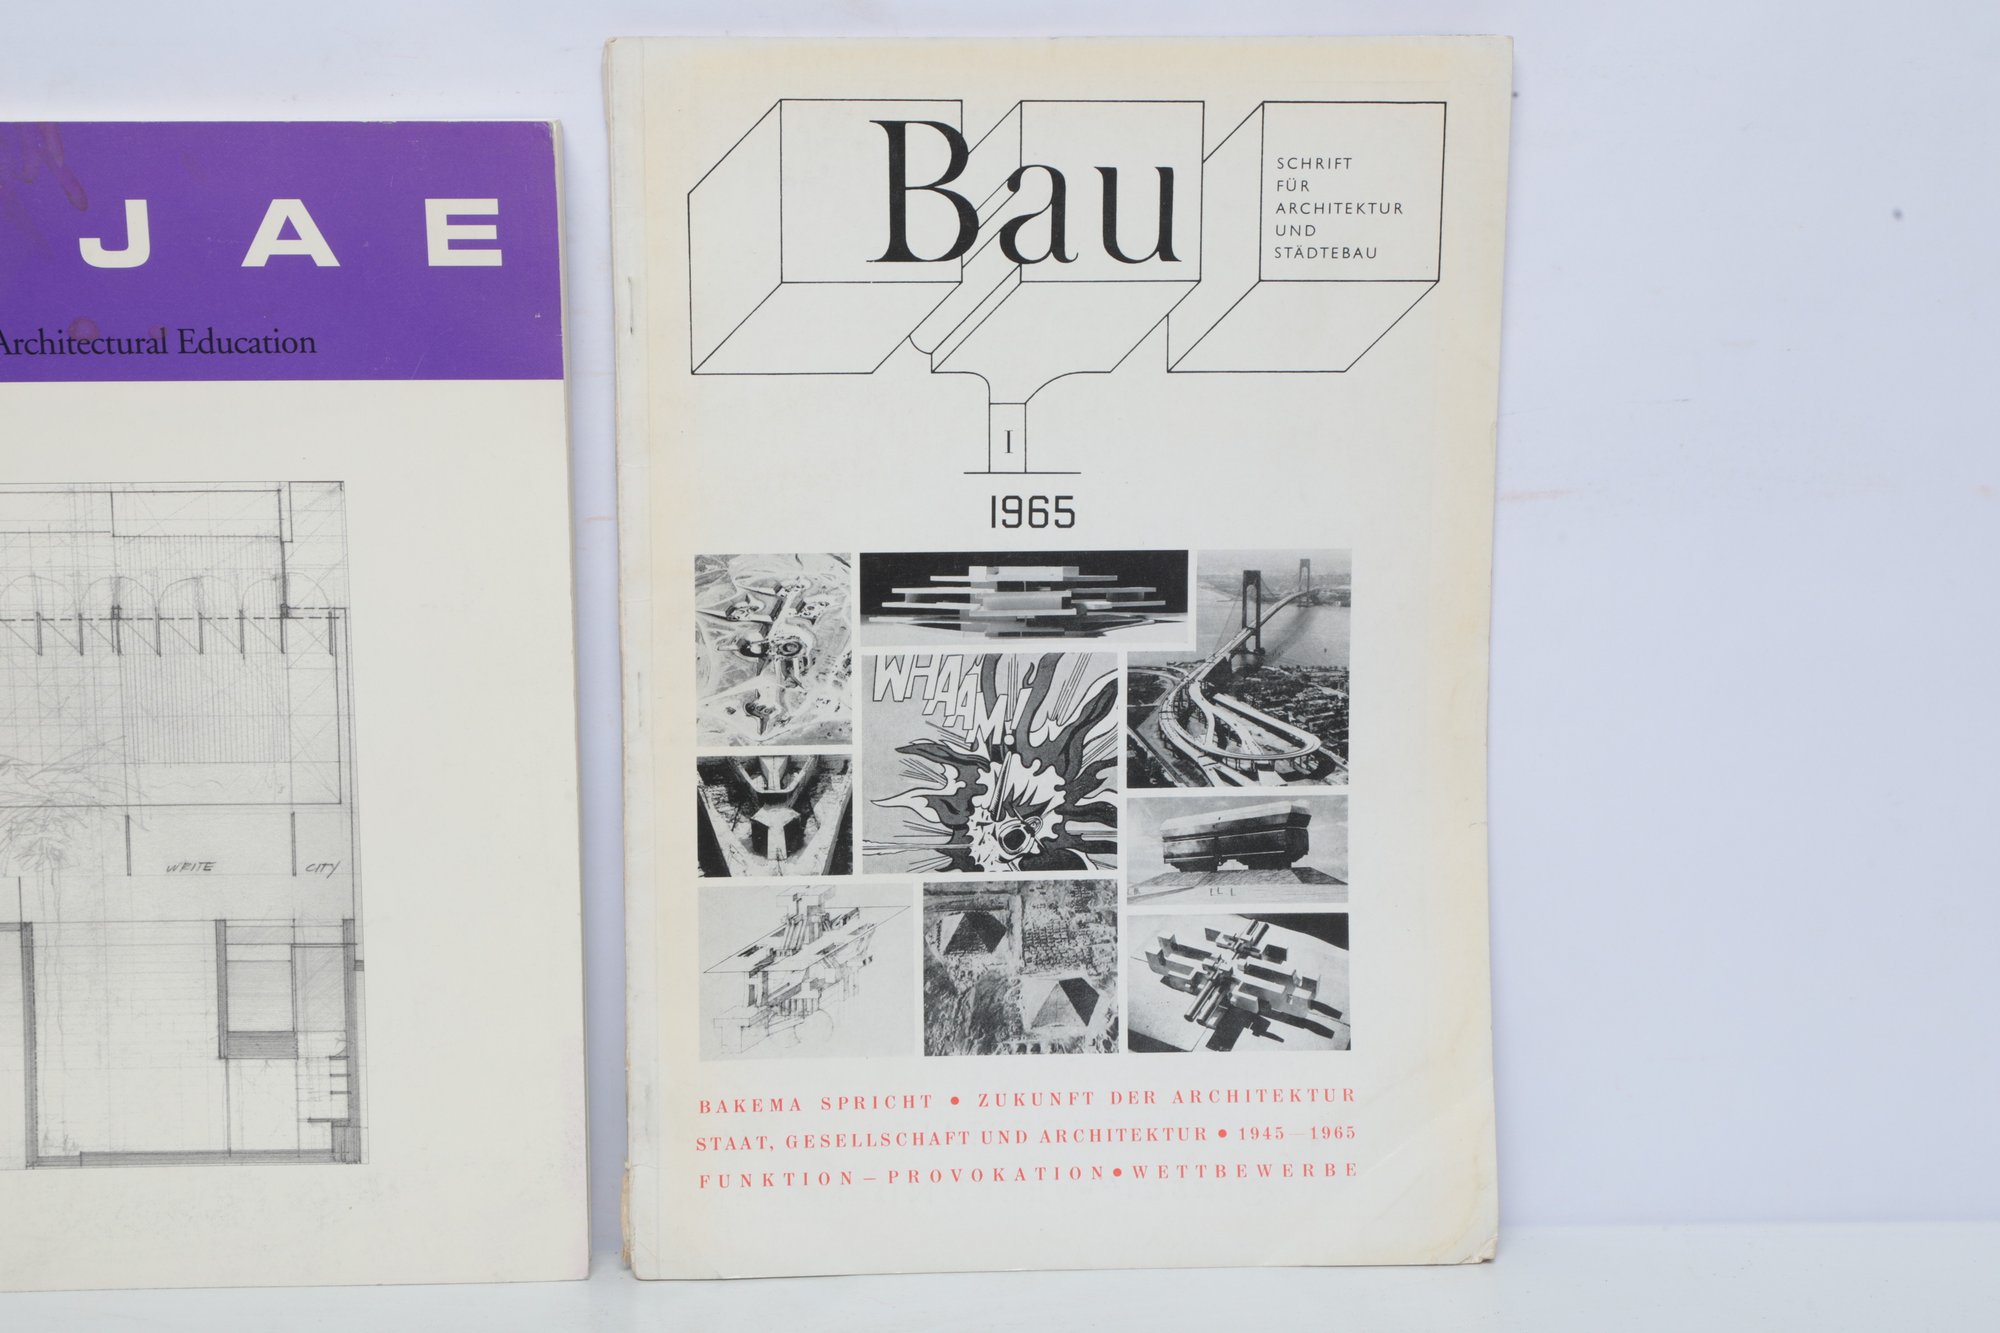 J A E
Architectural Education
WRITE
CITY
Bau
SCHRIFT
FÜR
ARCHITEKTUR
UND
STÄDTEBAU
I
1965
WHAAM!
BAKEMA SPRICHT • ZUKUNFT DER ARCHITEKTUR
STAAT, GESELLSCHAFT UND ARCHITEKTUR • 1945—1965
FUNKTION – PROVOKATION • WETTBEWERBE